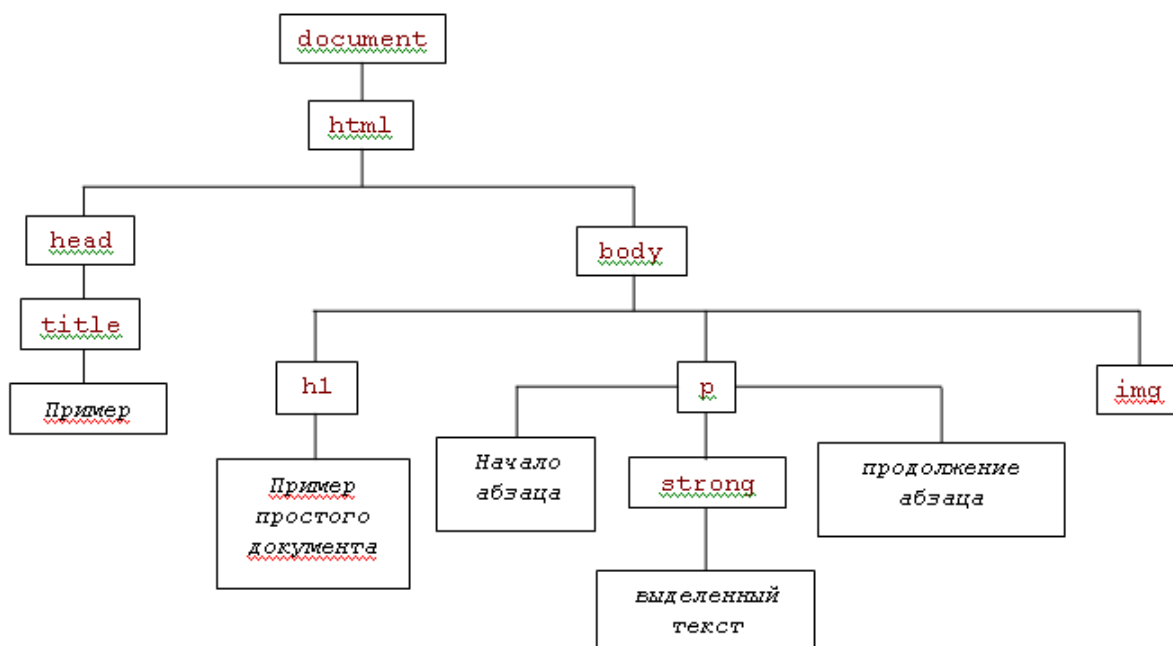 document
html
head
body
title
h1
p
img
Пример
Начало
абзаца
strong
продолжение
абзаца
Пример
простого
документа
выделенный
текст